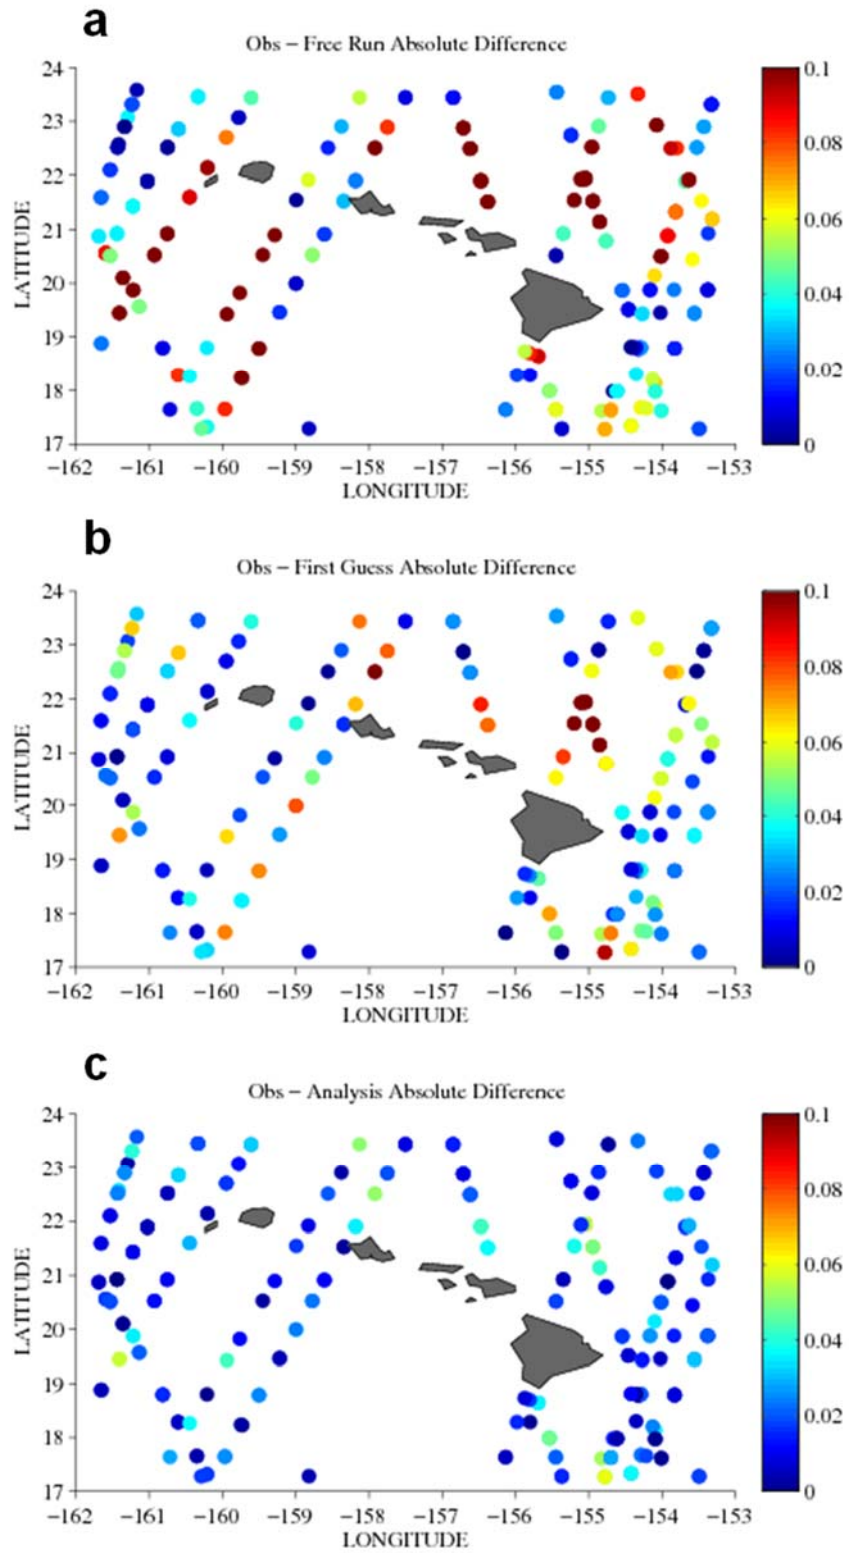 a
Obs − Free Run Absolute Difference
24
23
22
21
20
19
18
17
LATITUDE
−162 −161 −160 −159 −158 −157 −156 −155 −154 −153
LONGITUDE
0.1
0.08
0.06
0.04
0.02
0
b
Obs − First Guess Absolute Difference
24
23
22
21
20
19
18
17
LATITUDE
−162 −161 −160 −159 −158 −157 −156 −155 −154 −153
LONGITUDE
0.1
0.08
0.06
0.04
0.02
0
c
Obs − Analysis Absolute Difference
24
23
22
21
20
19
18
17
LATITUDE
−162 −161 −160 −159 −158 −157 −156 −155 −154 −153
LONGITUDE
0.1
0.08
0.06
0.04
0.02
0